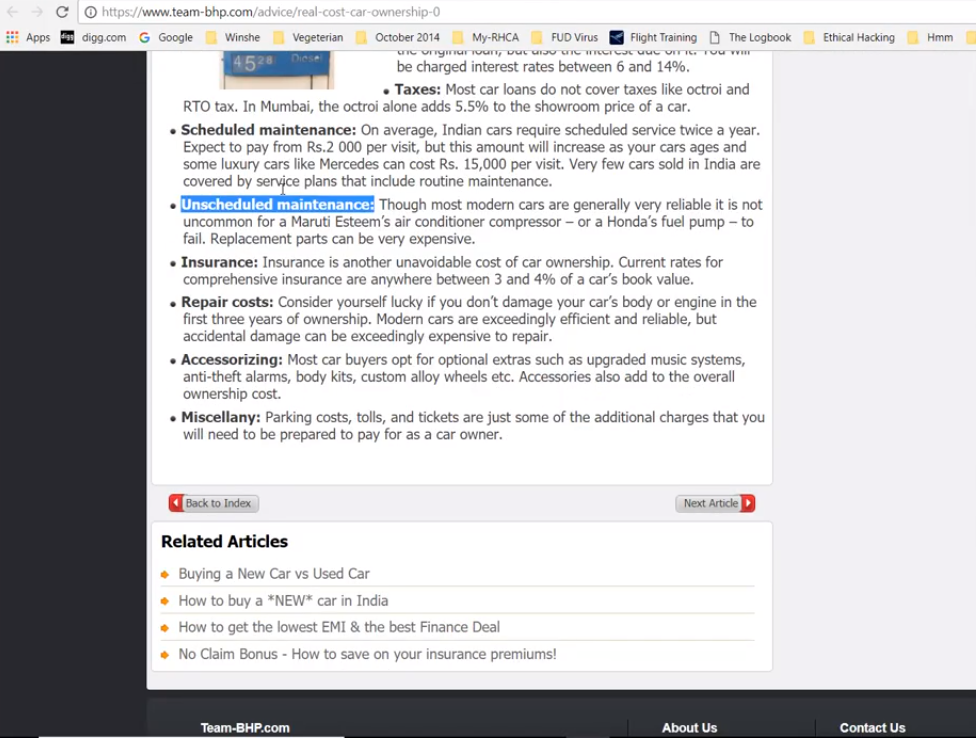 https://www.team-bhp.com/advice/real-cost-car-ownership-0
Apps digg.com Google Winshe Vegeterian October 2014 My-RHCA FUD Virus Flight Training The Logbook Ethical Hacking Hmm
45 28 Diesel
the original loan, but also the interest due on it. You will
be charged interest rates between 6 and 14%.
• Taxes: Most car loans do not cover taxes like octroi and
RTO tax. In Mumbai, the octroi alone adds 5.5% to the showroom price of a car.
• Scheduled maintenance: On average, Indian cars require scheduled service twice a year.
Expect to pay from Rs.2 000 per visit, but this amount will increase as your cars ages and
some luxury cars like Mercedes can cost Rs. 15,000 per visit. Very few cars sold in India are
covered by service plans that include routine maintenance.
• Unscheduled maintenance: Though most modern cars are generally very reliable it is not
uncommon for a Maruti Esteem's air conditioner compressor – or a Honda's fuel pump – to
fail. Replacement parts can be very expensive.
• Insurance: Insurance is another unavoidable cost of car ownership. Current rates for
comprehensive insurance are anywhere between 3 and 4% of a car's book value.
• Repair costs: Consider yourself lucky if you don't damage your car's body or engine in the
first three years of ownership. Modern cars are exceedingly efficient and reliable, but
accidental damage can be exceedingly expensive to repair.
• Accessorizing: Most car buyers opt for optional extras such as upgraded music systems,
anti-theft alarms, body kits, custom alloy wheels etc. Accessories also add to the overall
ownership cost.
• Miscellany: Parking costs, tolls, and tickets are just some of the additional charges that you
will need to be prepared to pay for as a car owner.
Back to Index
Next Article
Related Articles
Buying a New Car vs Used Car
How to buy a *NEW* car in India
How to get the lowest EMI & the best Finance Deal
No Claim Bonus - How to save on your insurance premiums!
Team-BHP.com
About Us
Contact Us